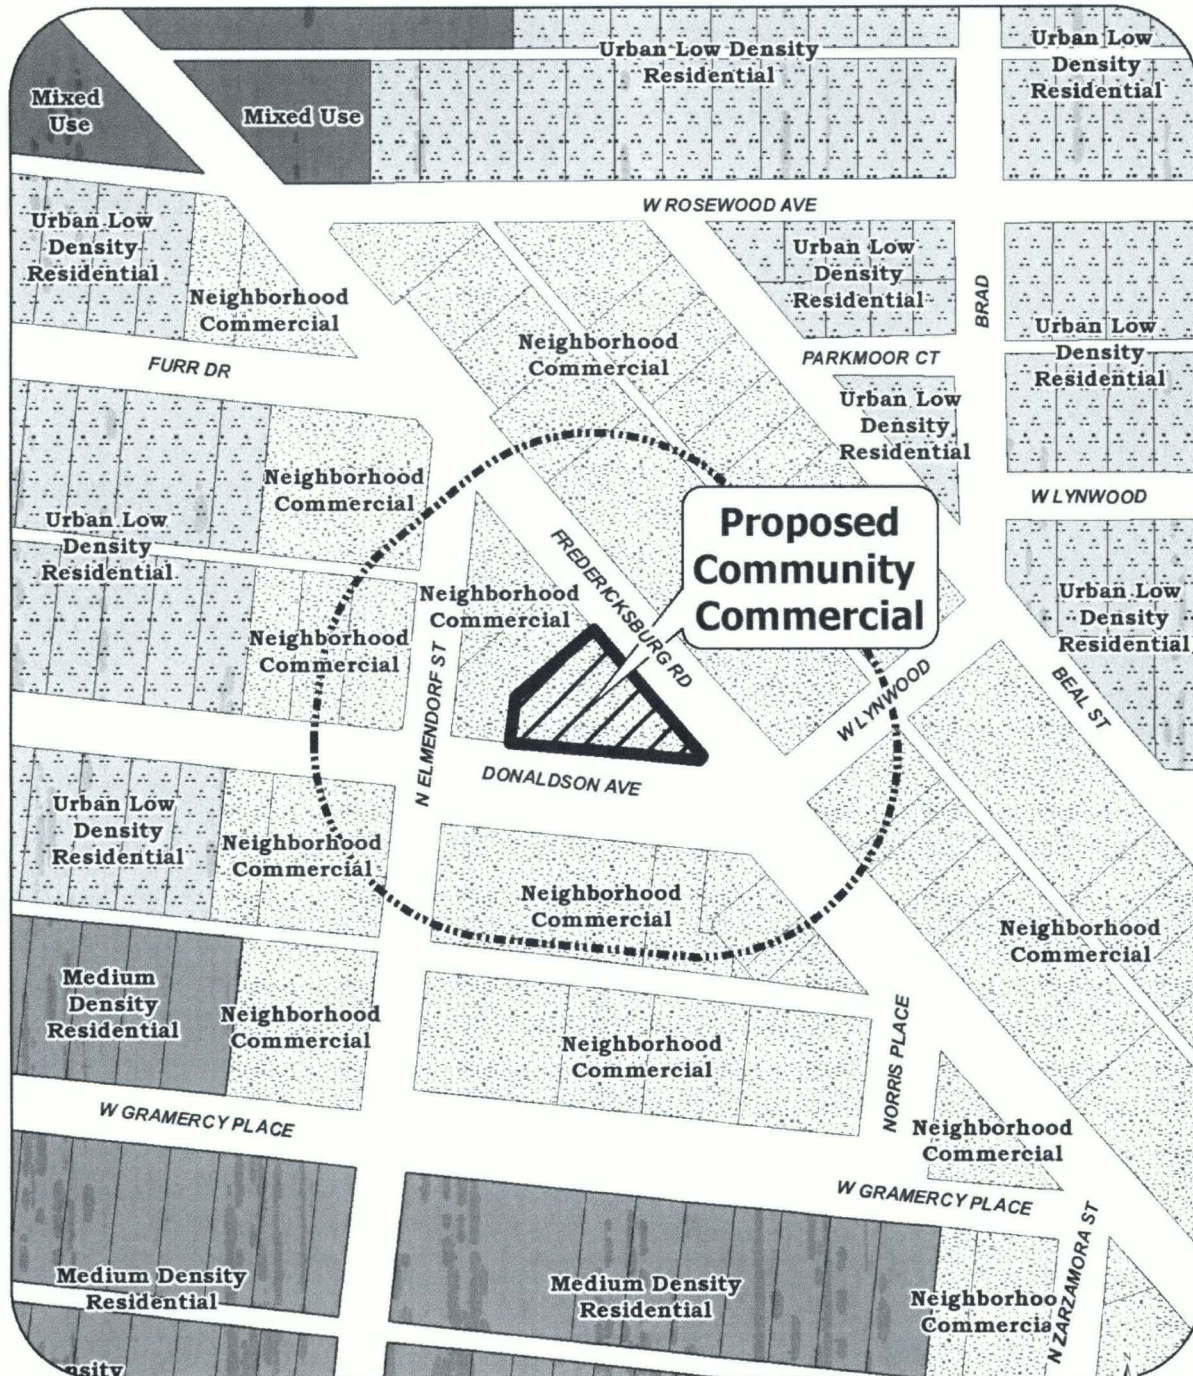 Urban Low Density
Residential
Urban Low
Density
Residential
Mixed
Use
Mixed Use
W ROSEWOOD AVE
Urban Low
Density
Residential
Neighborhood
Commercial
Urban Low
Density
Residential
BRAD
FURR DR
Neighborhood
Commercial
PARKMOOR CT
Urban Low
Density
Residential
Urban Low
Density
Residential
Neighborhood
Commercial
W LYNWOOD
Urban Low
Density
Residential
FREDERICKSBURG RD
Proposed
Community
Commercial
Neighborhood
Commercial
Urban Low
Density
Residential
Neighborhood
Commercial
N ELMENDORF ST
W LYNWOOD
BEAL ST
DONALDSON AVE
Urban Low
Density
Residential
Neighborhood
Commercial
Neighborhood
Commercial
Neighborhood
Commercial
Medium
Density
Residential
Neighborhood
Commercial
Neighborhood
Commercial
NORRIS PLACE
W GRAMERCY PLACE
Neighborhood
Commercial
W GRAMERCY PLACE
N ZARZAMORA ST
Medium Density
Residential
Medium Density
Residential
Neighborhoo
Commercia
nsity